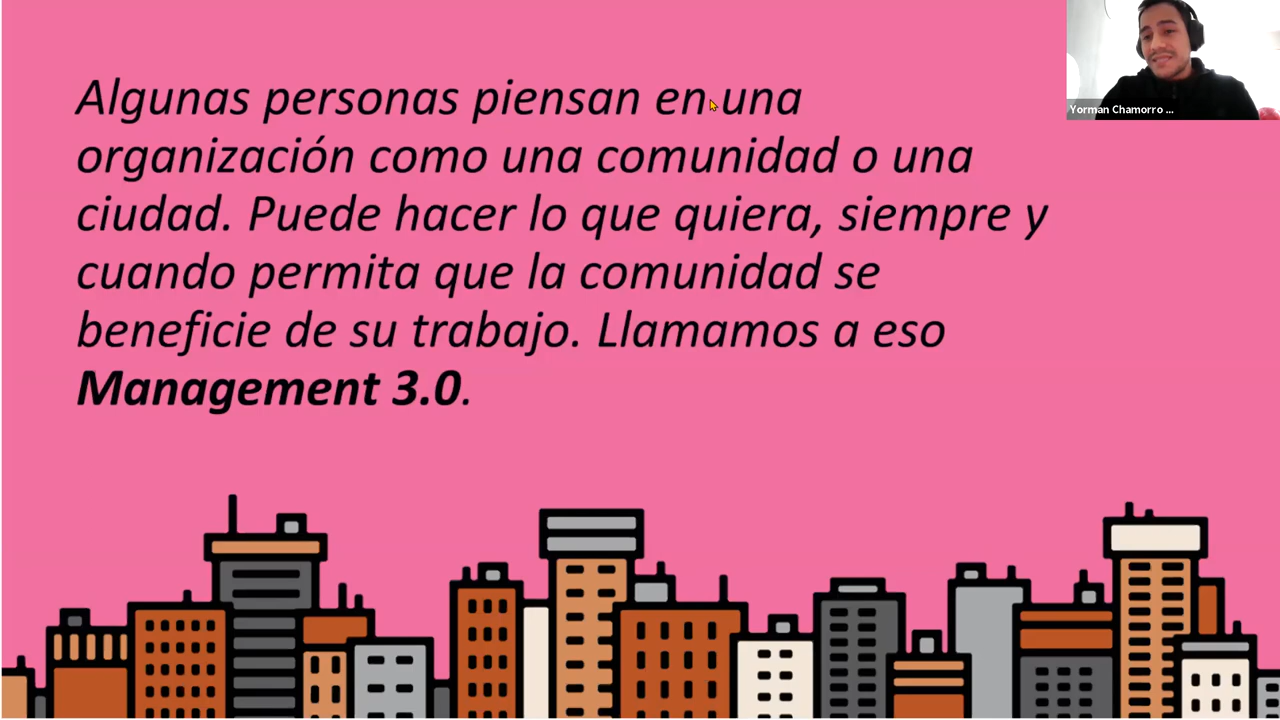 Algunas personas piensan en una
organización como una comunidad o una
ciudad. Puede hacer lo que quiera, siempre y
cuando permita que la comunidad se
beneficie de su trabajo. Llamamos a eso
Management 3.0.
Yorman Chamorro ...